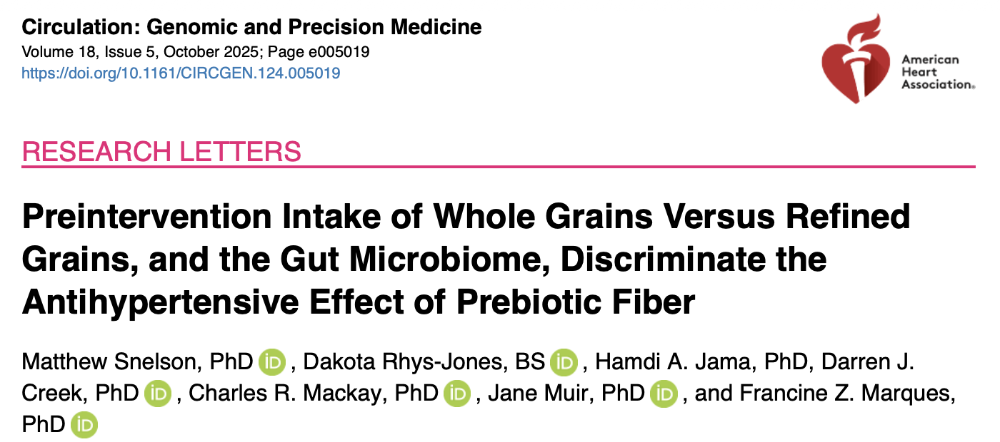 Circulation: Genomic and Precision Medicine
Volume 18, Issue 5, October 2025; Page e005019
https://doi.org/10.1161/CIRCGEN.124.005019
American
Heart
Association®
RESEARCH LETTERS
Preintervention Intake of Whole Grains Versus Refined
Grains, and the Gut Microbiome, Discriminate the
Antihypertensive Effect of Prebiotic Fiber
Matthew Snelson, PhD iD , Dakota Rhys-Jones, BS iD , Hamdi A. Jama, PhD, Darren J.
Creek, PhD iD , Charles R. Mackay, PhD iD , Jane Muir, PhD iD , and Francine Z. Marques,
PhD iD